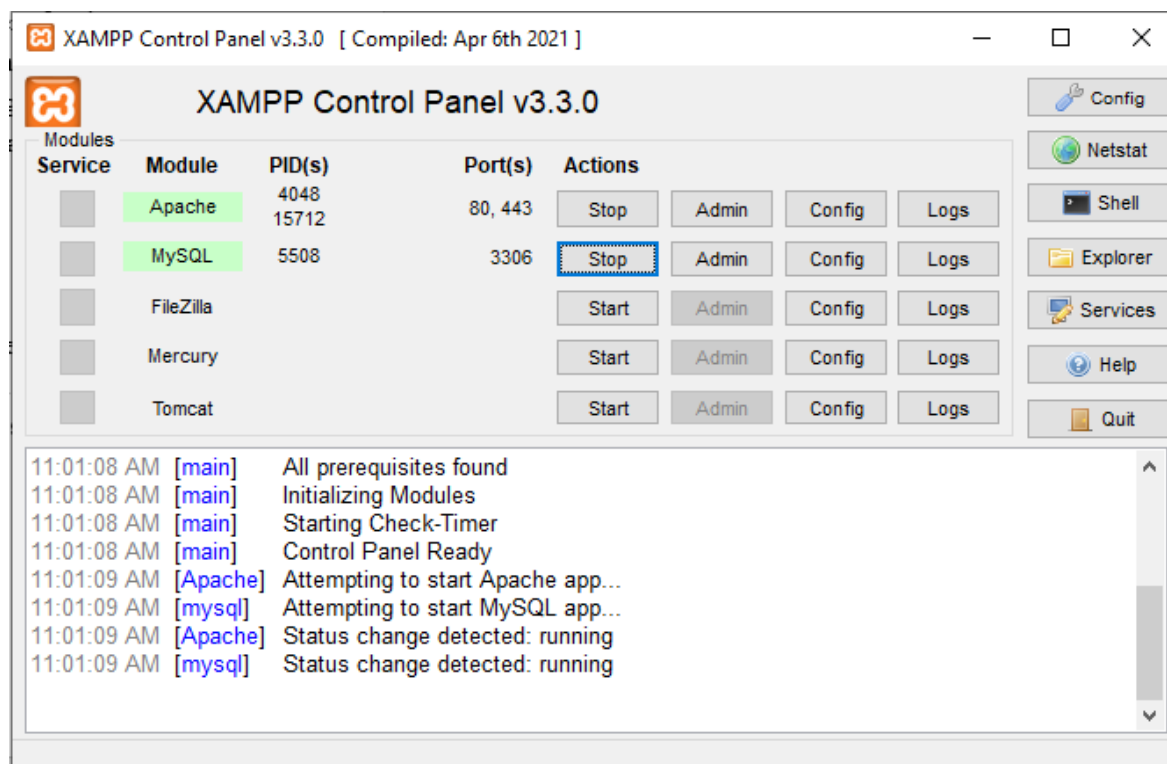 XAMPP Control Panel v3.3.0 [ Compiled: Apr 6th 2021 ]
XAMPP Control Panel v3.3.0
Config
Modules
Netstat
Service Module PID(s) Port(s) Actions
Apache 4048 15712 80, 443 Stop Admin Config Logs
Shell
MySQL 5508 3306 Stop Admin Config Logs
Explorer
FileZilla Start Admin Config Logs
Services
Mercury Start Admin Config Logs
Help
Tomcat Start Admin Config Logs
Quit
11:01:08 AM [main] All prerequisites found
11:01:08 AM [main] Initializing Modules
11:01:08 AM [main] Starting Check-Timer
11:01:08 AM [main] Control Panel Ready
11:01:09 AM [Apache] Attempting to start Apache app...
11:01:09 AM [mysql] Attempting to start MySQL app...
11:01:09 AM [Apache] Status change detected: running
11:01:09 AM [mysql] Status change detected: running